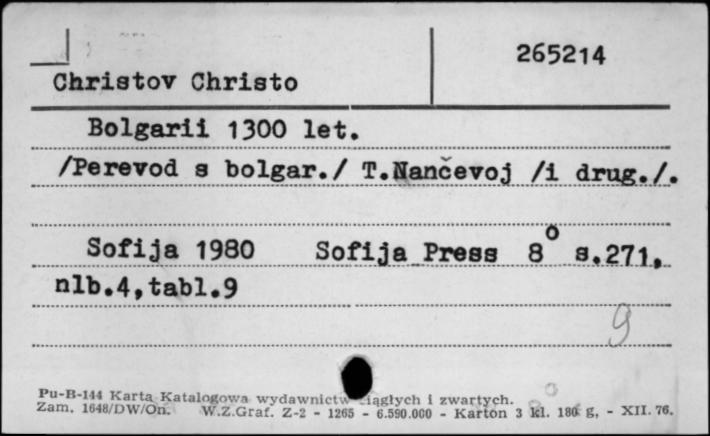 265214
Christov Christo
Bolgarii 1300 let.
/Perevod s bolgar./ T.Nančevoj /i drug./.
Sofija 1980 Sofija Press 8° s.271,
nlb.4,tabl.9
9
Pu-B-144 Karta Katalogowa wydawnictw ciągłych i zwartych.
Zam. 1648/DW/On. W.Z.Graf. Z-2 - 1265 - 6.590.000 - Karton 3 kl. 180 g, - XII. 76.